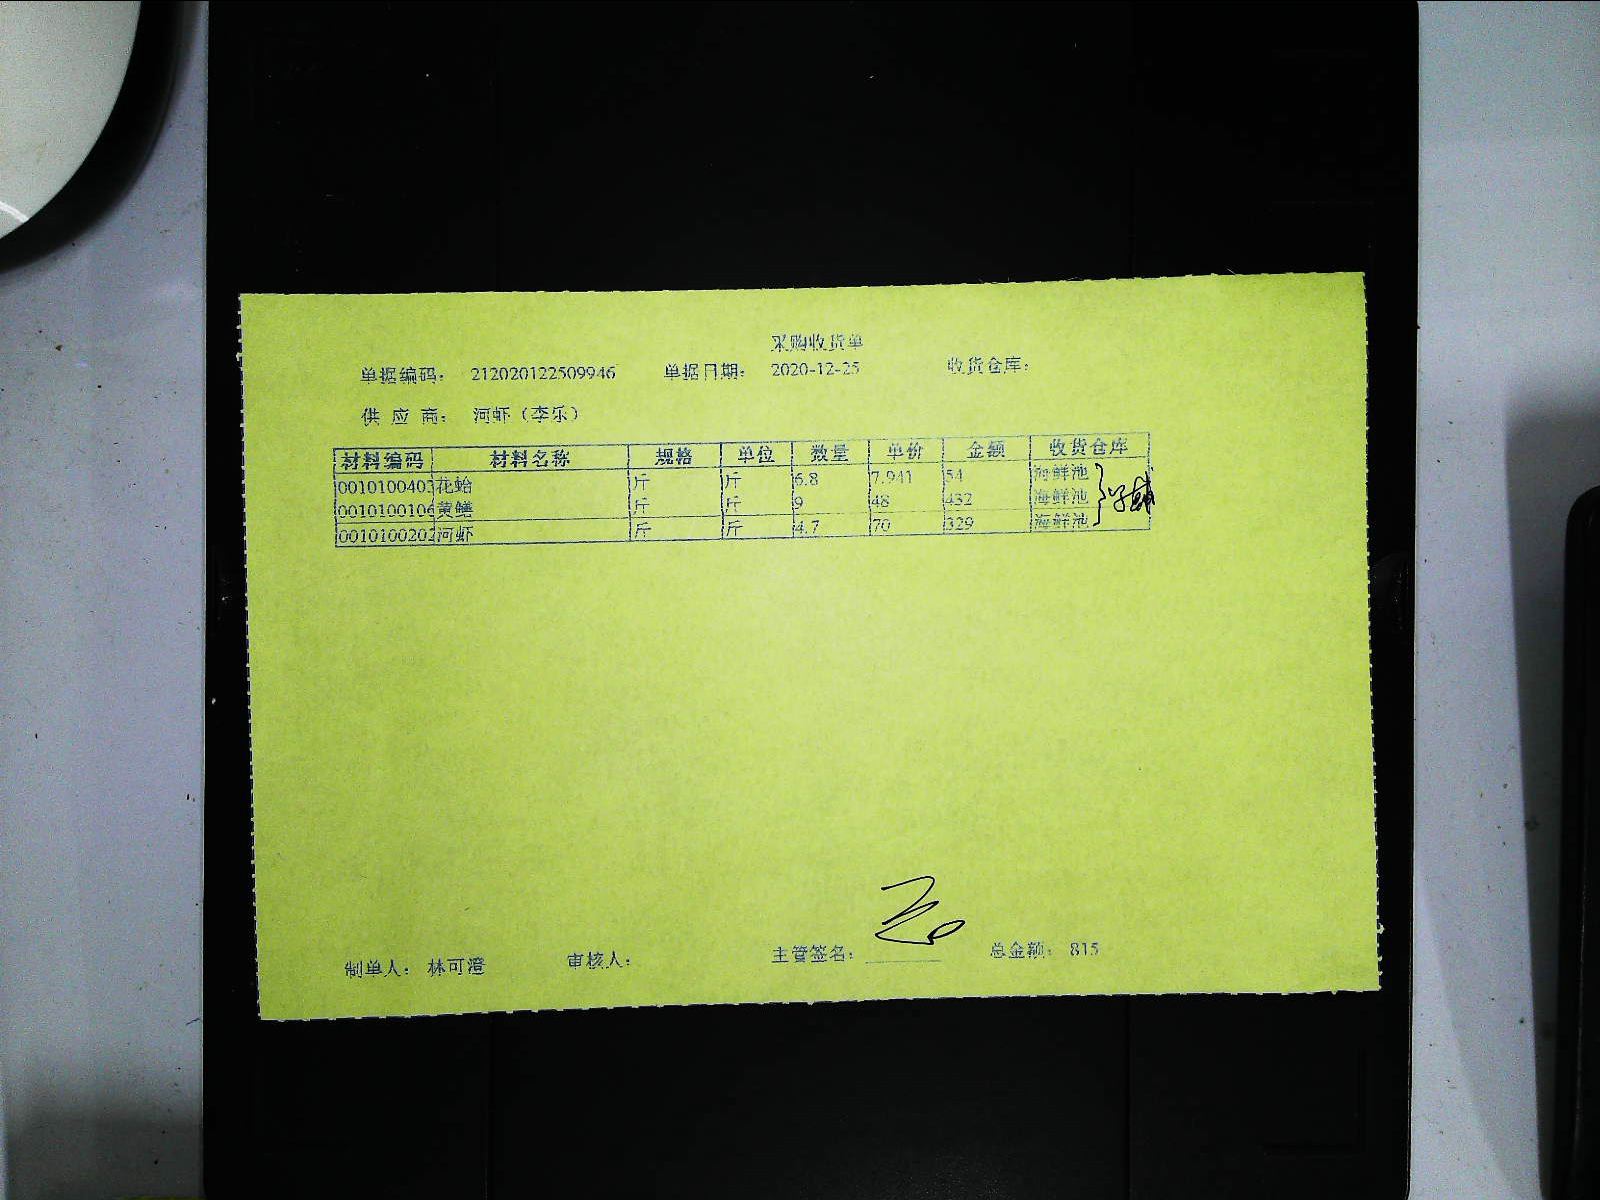 采购收货单
单据编码： 212020122509946 单据日期： 2020-12-25 收货仓库：
供 应 商： 河虾（李乐）
材料编码 材料名称 规格 单位 数量 单价 金额 收货仓库
0010100403 花蛤 斤 斤 6.8 7.941 54 海鲜池
0010100106 黄鳝 斤 斤 9 48 432 海鲜池
0010100202 河虾 斤 斤 4.7 70 329 海鲜池
制单人： 林可澄 审核人： 主管签名： 总金额： 815